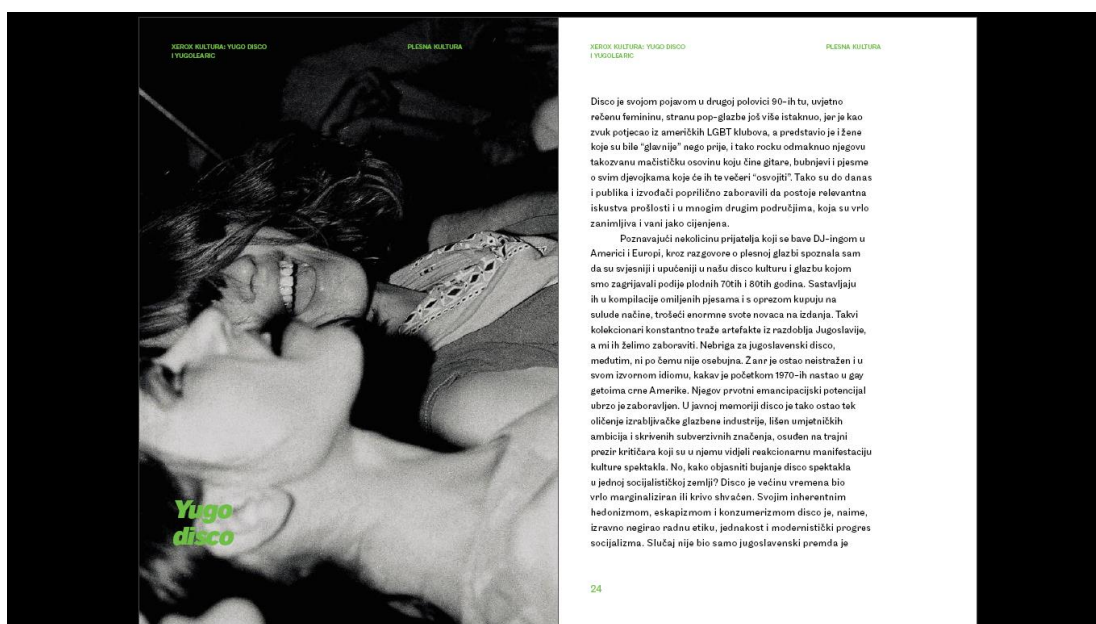 XEROX KULTURA: YUGO DISCO
I YUGOLEARIC
PLESNA KULTURA
Yugo
disco
XEROX KULTURA: YUGO DISCO
I YUGOLEARIC
PLESNA KULTURA
Disco je svojom pojavom u drugoj polovici 90-ih tu, uvjetno
rečenu femininu, stranu pop-glazbe još više istaknuo, jer je kao
zvuk potjecao iz američkih LGBT klubova, a predstavio je i žene
koje su bile “glavnije” nego prije, i tako rocku odmaknuo njegovu
takozvanu mačističku osovinu koju čine gitare, bubnjevi i pjesme
o svim djevojkama koje će ih te večeri “osvojiti”. Tako su do danas
i publika i izvođači poprilično zaboravili da postoje relevantna
iskustva prošlosti i u mnogim drugim područjima, koja su vrlo
zanimljiva i vani jako cijenjena.
Poznavajući nekolicinu prijatelja koji se bave DJ-ingom u
Americi i Europi, kroz razgovore o plesnoj glazbi spoznala sam
da su svjesniji i upućeniji u našu disco kulturu i glazbu kojom
smo zagrijavali podije plodnih 70tih i 80tih godina. Sastavljaju
ih u kompilacije omiljenih pjesama i s oprezom kupuju na
sulude načine, trošeći enormne svote novaca na izdanja. Takvi
kolekcionari konstantno traže artefakte iz razdoblja Jugoslavije,
a mi ih želimo zaboraviti. Nebriga za jugoslavenski disco,
međutim, ni po čemu nije osebujna. Žanr je ostao neistražen i u
svom izvornom idiomu, kakav je početkom 1970-ih nastao u gay
getoima crne Amerike. Njegov prvotni emancipacijski potencijal
ubrzo je zaboravljen. U javnoj memoriji disco je tako ostao tek
oličenje izrabljivačke glazbene industrije, lišen umjetničkih
ambicija i skrivenih subverzivnih značenja, osuđen na trajni
prezir kritičara koji su u njemu vidjeli reakcionarnu manifestaciju
kulture spektakla. No, kako objasniti bujanje disco spektakla
u jednoj socijalističkoj zemlji? Disco je većinu vremena bio
vrlo marginaliziran ili krivo shvaćen. Svojim inherentnim
hedonizmom, eskapizmom i konzumerizmom disco je, naime,
izravno negirao radnu etiku, jednakost i modernistički progres
socijalizma. Slučaj nije bio samo jugoslavenski premda je
24